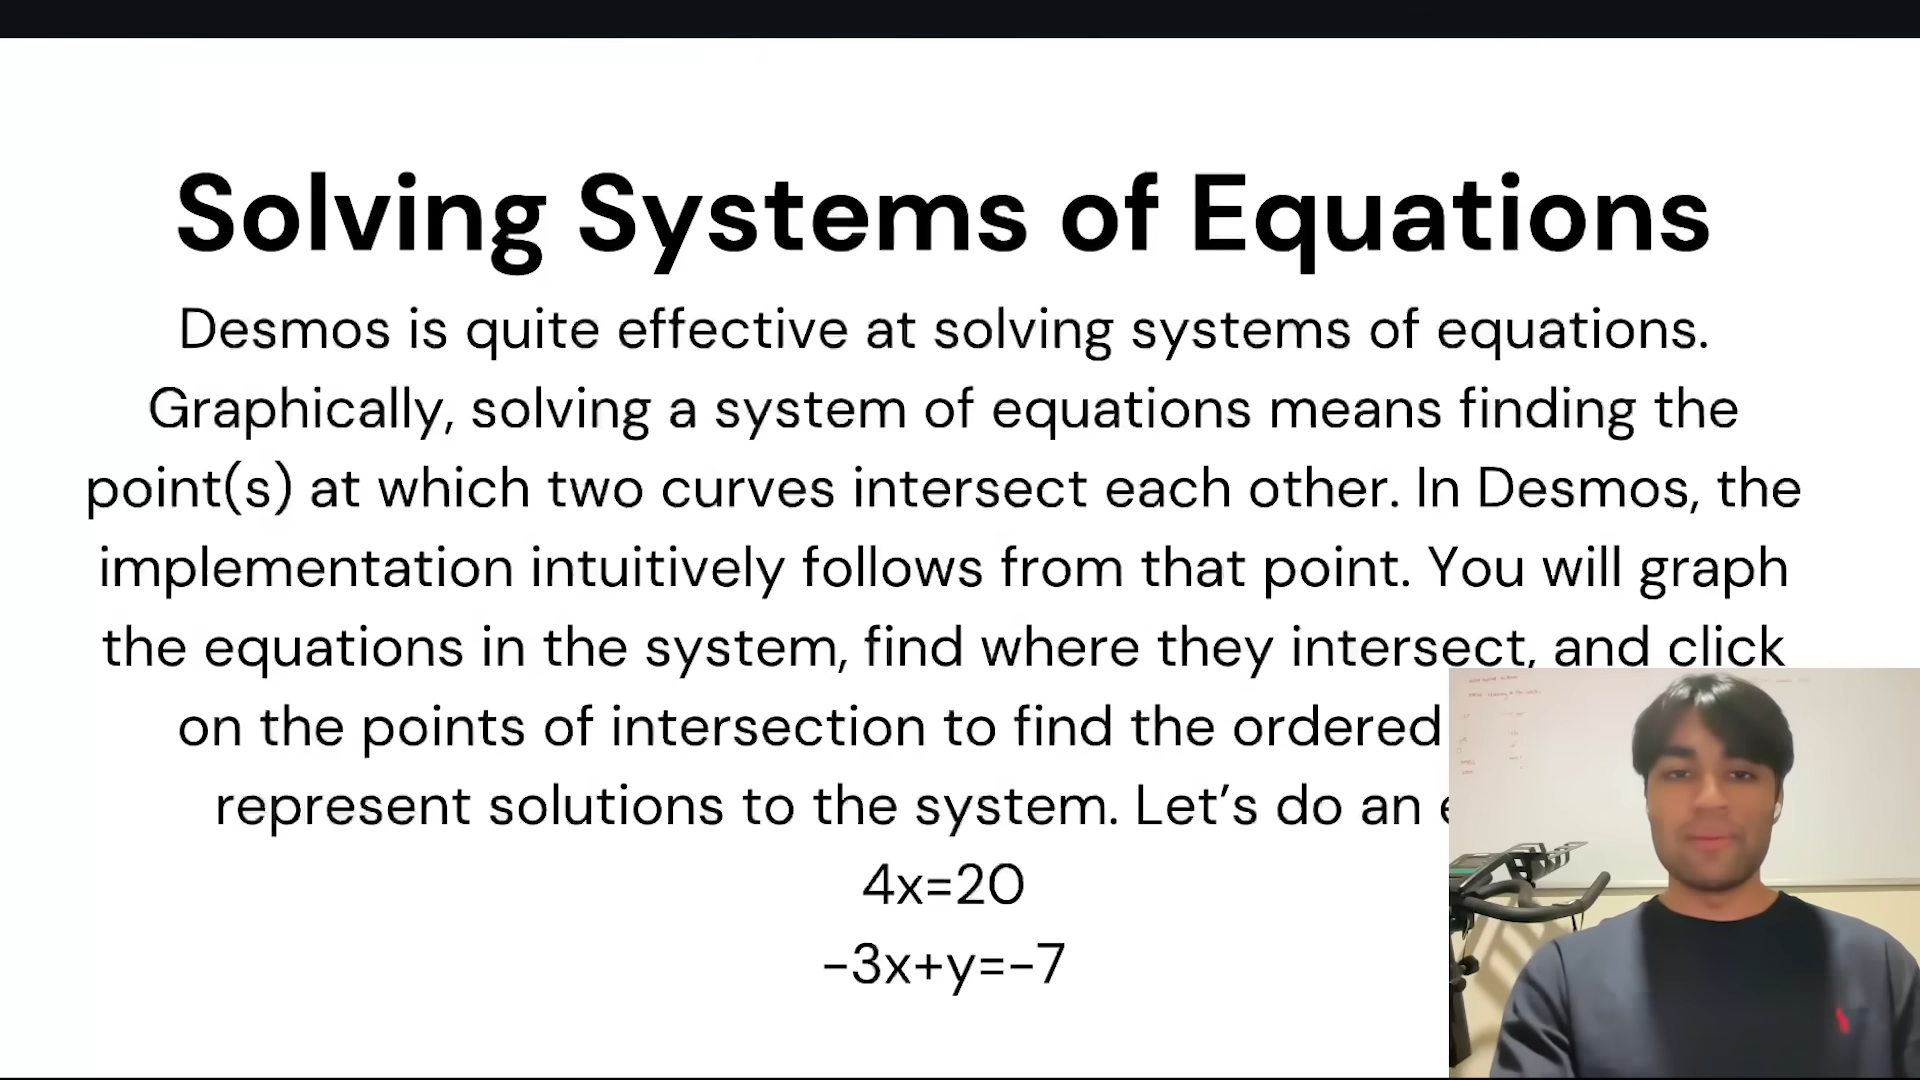 Solving Systems of Equations
Desmos is quite effective at solving systems of equations.
Graphically, solving a system of equations means finding the
point(s) at which two curves intersect each other. In Desmos, the
implementation intuitively follows from that point. You will graph
the equations in the system, find where they intersect, and click
on the points of intersection to find the ordered
represent solutions to the system. Let’s do an
4x=20
-3x+y=-7